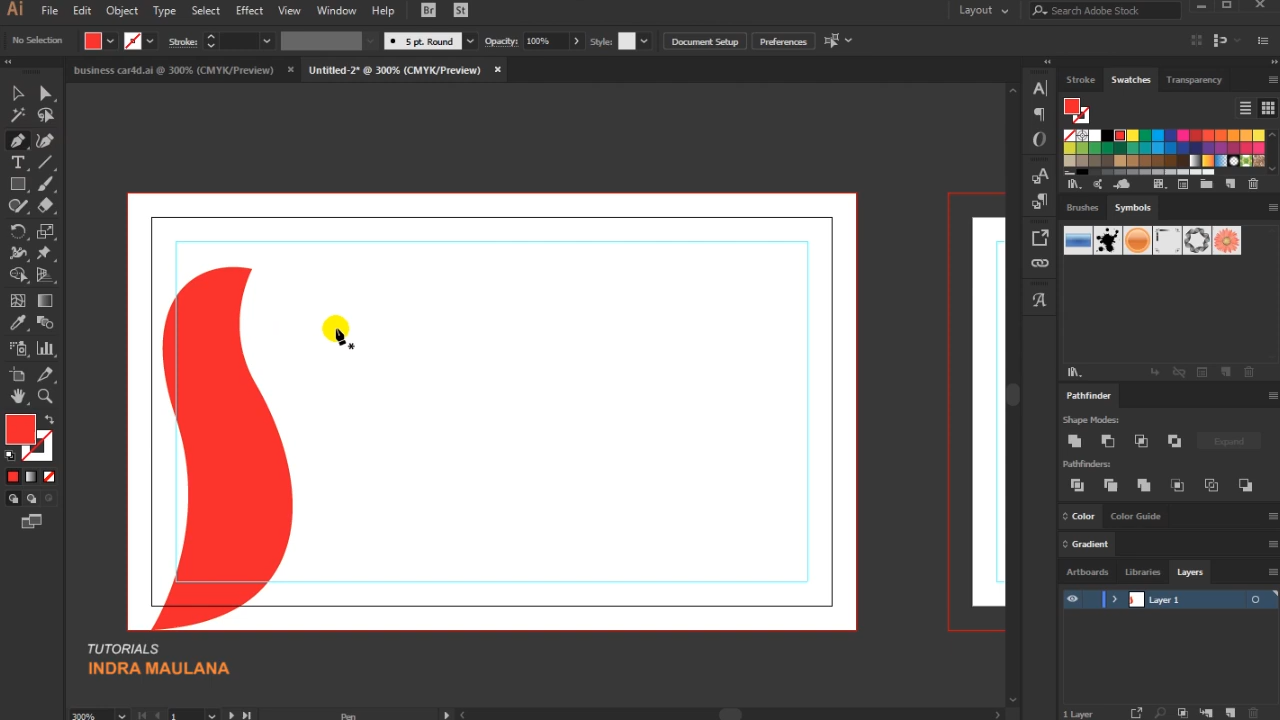 Ai File Edit Object Type Select Effect View Window Help Br St Layout Search Adobe Stock
No Selection Stroke: 5 pt. Round Opacity: 100% Style: Document Setup Preferences
business car4d.ai @ 300% (CMYK/Preview) × Untitled-2* @ 300% (CMYK/Preview) ×
Stroke Swatches Transparency
Brushes Symbols
Pathfinder
Shape Modes:
Expand
Pathfinders:
Color Color Guide
Gradient
Artboards Libraries Layers
Layer 1
TUTORIALS
INDRA MAULANA
300% 1 Pen 1 Layer